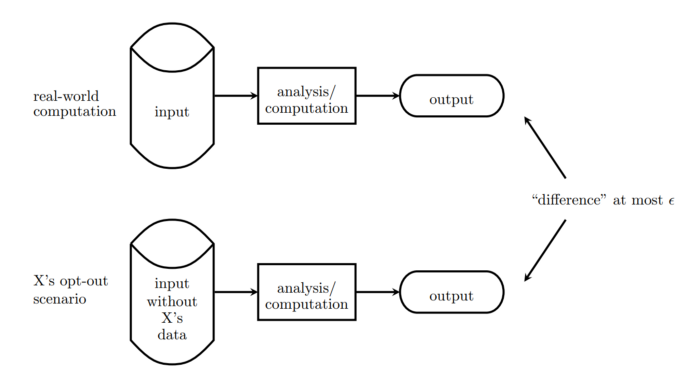 real-world
computation
input
analysis/
computation
output
“difference” at most ϵ
X’s opt-out
scenario
input
without
X’s
data
analysis/
computation
output